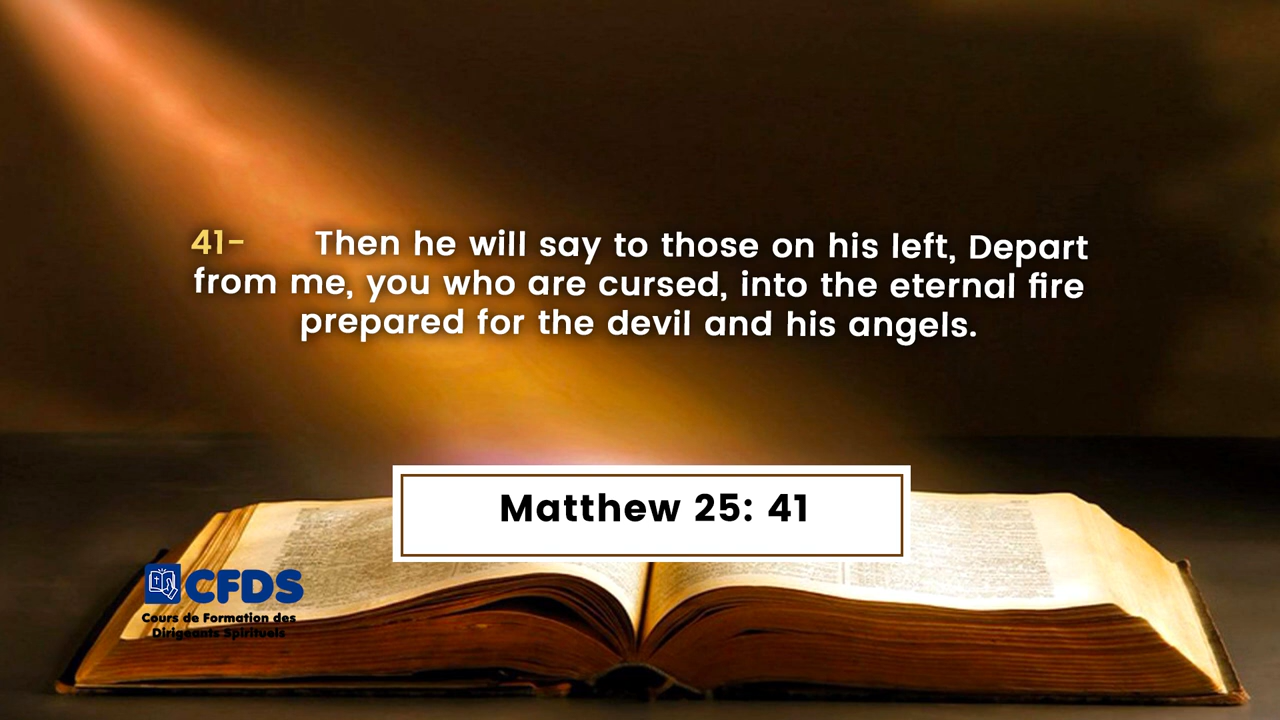 41- Then he will say to those on his left, Depart
from me, you who are cursed, into the eternal fire
prepared for the devil and his angels.
Matthew 25: 41
CFDS
Cours de Formation des
Dirigeants Spirituels